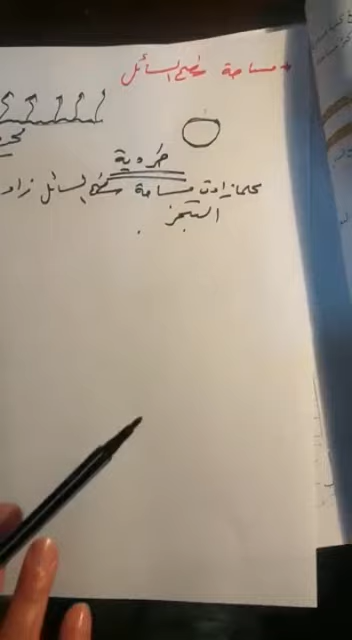 مساحة سطح السائل
طردية
كلما زادت مساحة سطح السائل زاد
التبخر